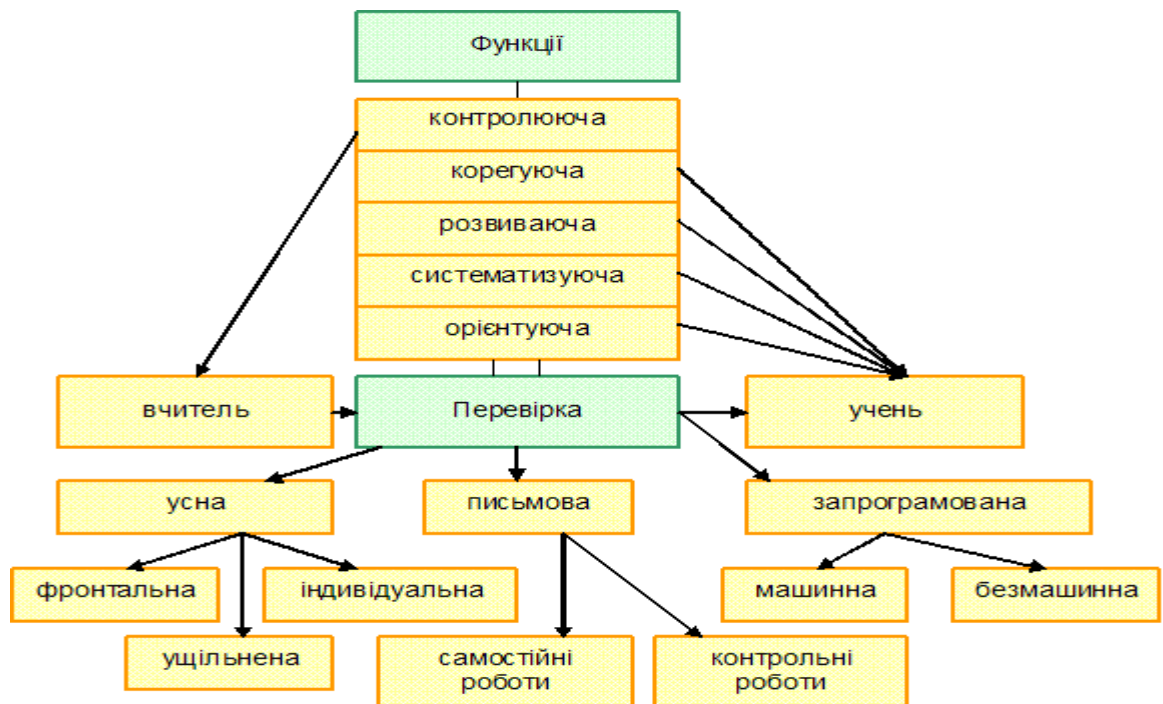 Функції
контролююча
корегуюча
розвиваюча
систематизуюча
орієнтуюча
вчитель
Перевірка
учень
усна
письмова
запрограмована
фронтальна
індивідуальна
машинна
безмашинна
ущільнена
самостійні
роботи
контрольні
роботи